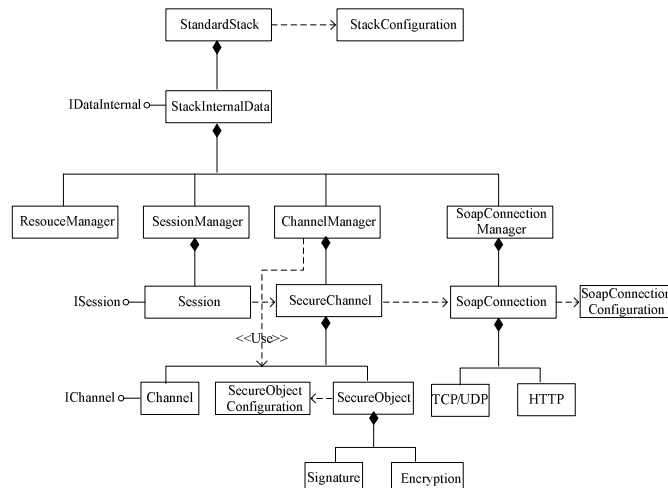 StandardStack
StackConfiguration
IDataInternal
StackInternalData
ResouceManager
SessionManager
ChannelManager
SoapConnection
Manager
ISession
Session
SecureChannel
SoapConnection
SoapConnection
Configuration
<<Use>>
IChannel
Channel
SecureObject
Configuration
SecureObject
TCP/UDP
HTTP
Signature
Encryption